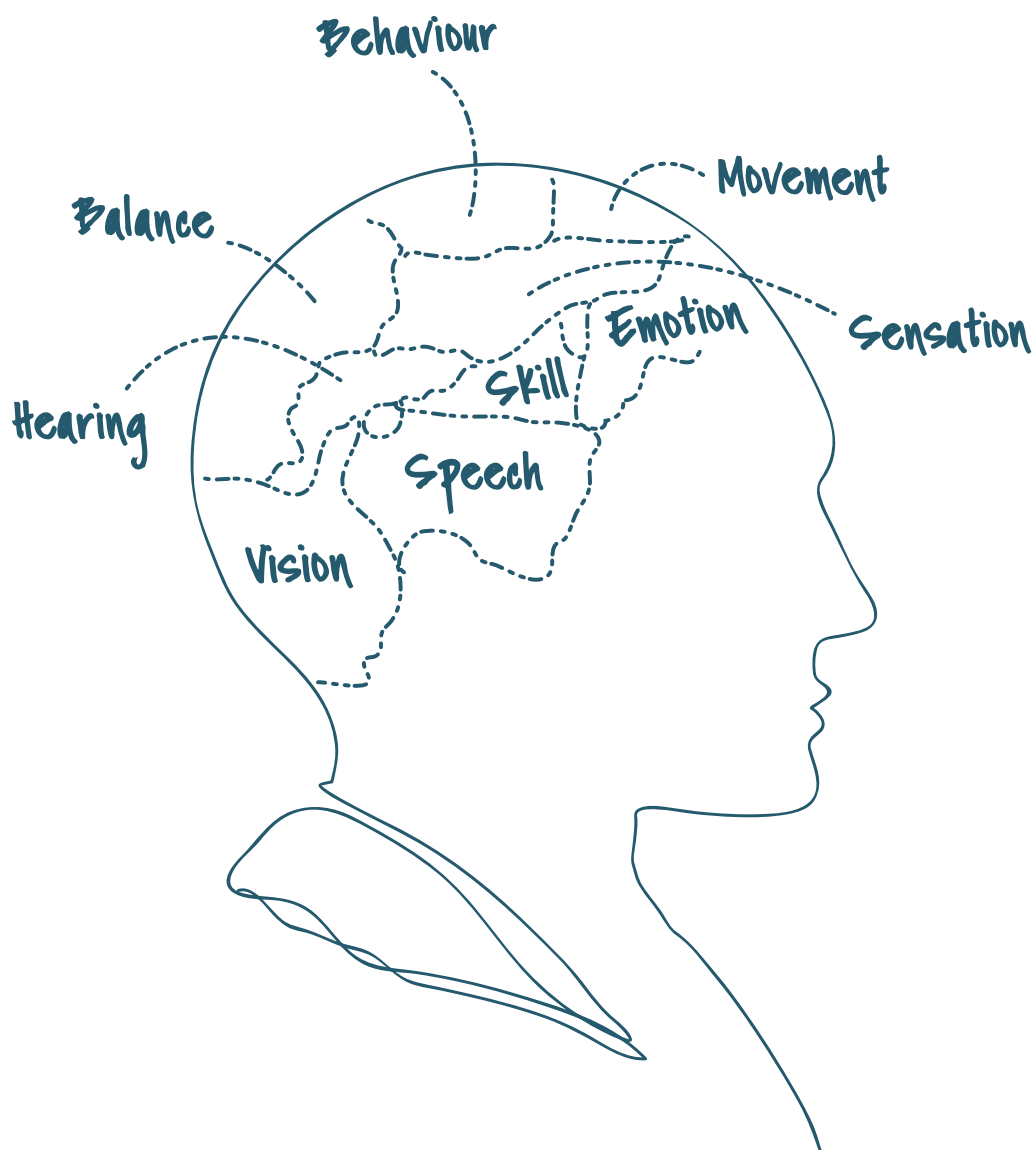 Behaviour
Movement
Balance
Sensation
Emotion
Skill
Hearing
Speech
Vision